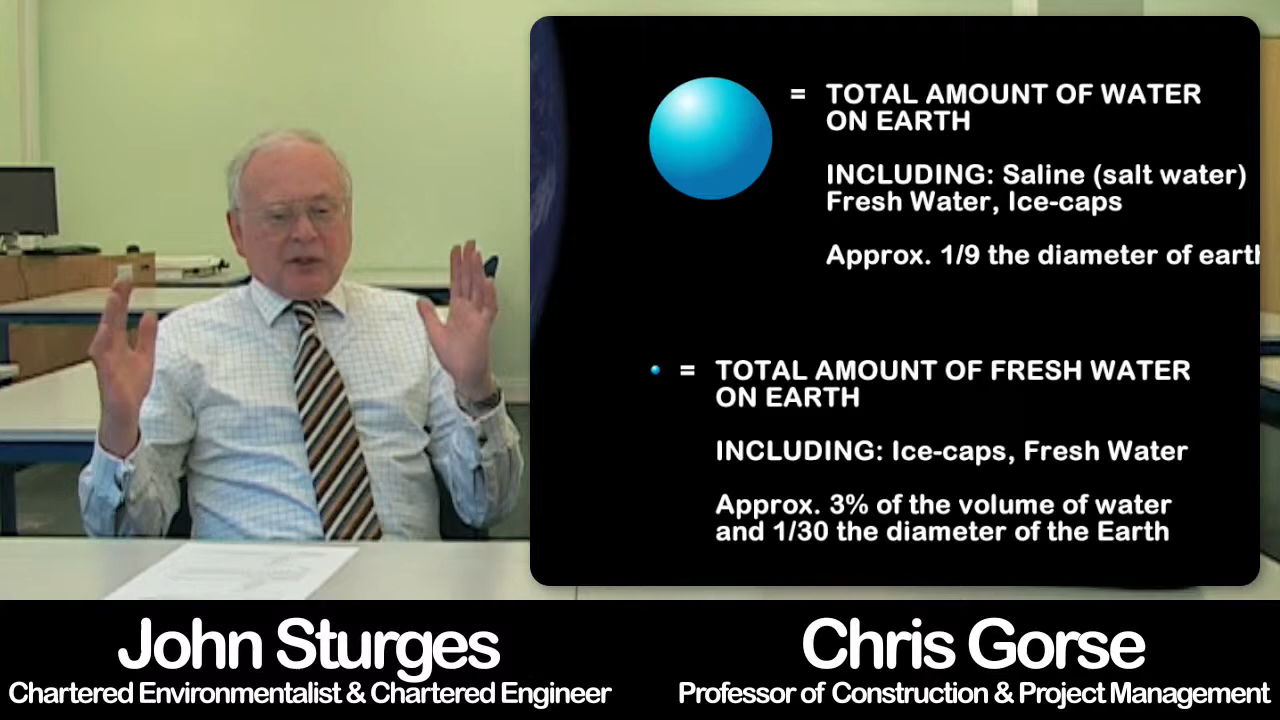 = TOTAL AMOUNT OF WATER
ON EARTH
INCLUDING: Saline (salt water)
Fresh Water, Ice-caps
Approx. 1/9 the diameter of earth
= TOTAL AMOUNT OF FRESH WATER
ON EARTH
INCLUDING: Ice-caps, Fresh Water
Approx. 3% of the volume of water
and 1/30 the diameter of the Earth
John Sturges
Chartered Environmentalist & Chartered Engineer
Chris Gorse
Professor of Construction & Project Management